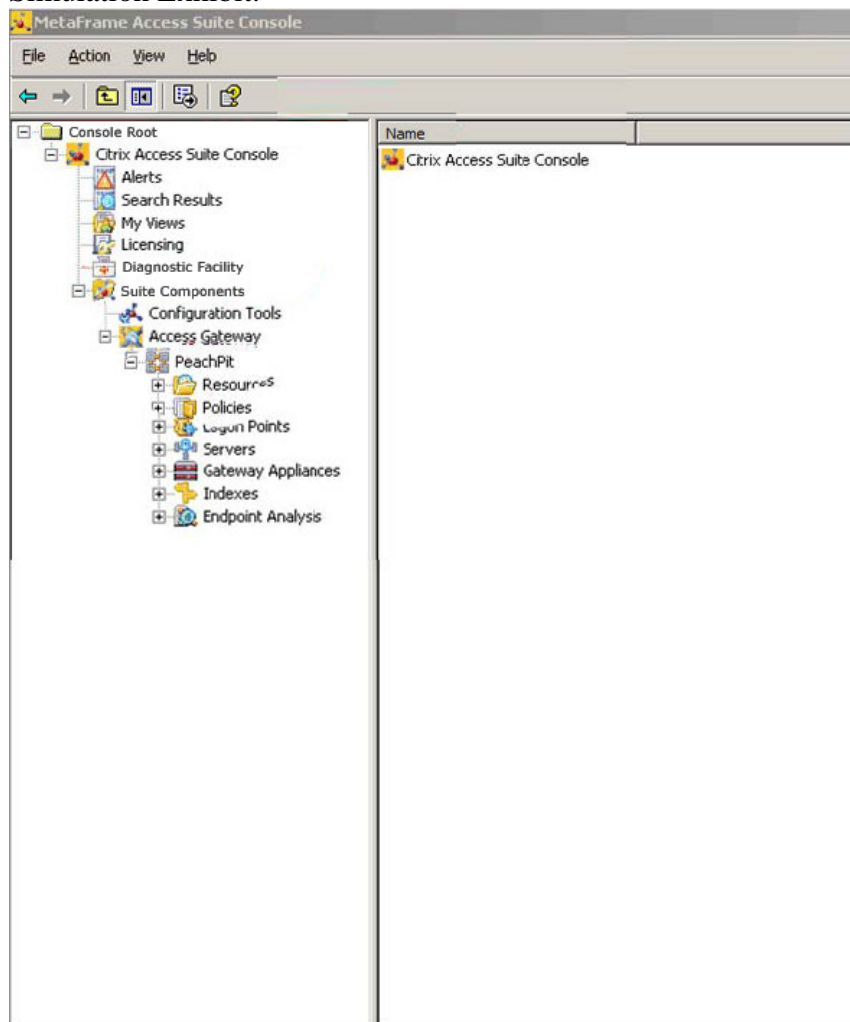 Simulation Exhibit:
MetaFrame Access Suite Console
File Action View Help
Console Root
Citrix Access Suite Console
Alerts
Search Results
My Views
Licensing
Diagnostic Facility
Suite Components
Configuration Tools
Access Gateway
PeachPit
Resources
Policies
Logon Points
Servers
Gateway Appliances
Indexes
Endpoint Analysis
Name
Citrix Access Suite Console